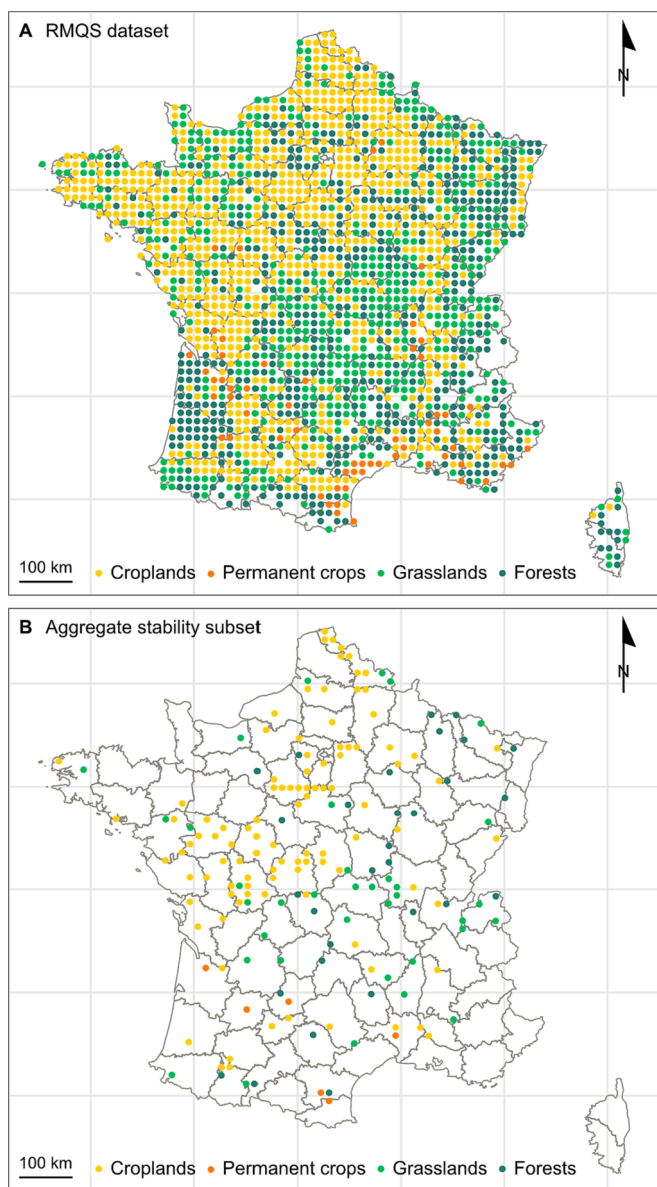 A RMQS dataset
N
100 km
Croplands Permanent crops Grasslands Forests
B Aggregate stability subset
N
100 km
Croplands Permanent crops Grasslands Forests